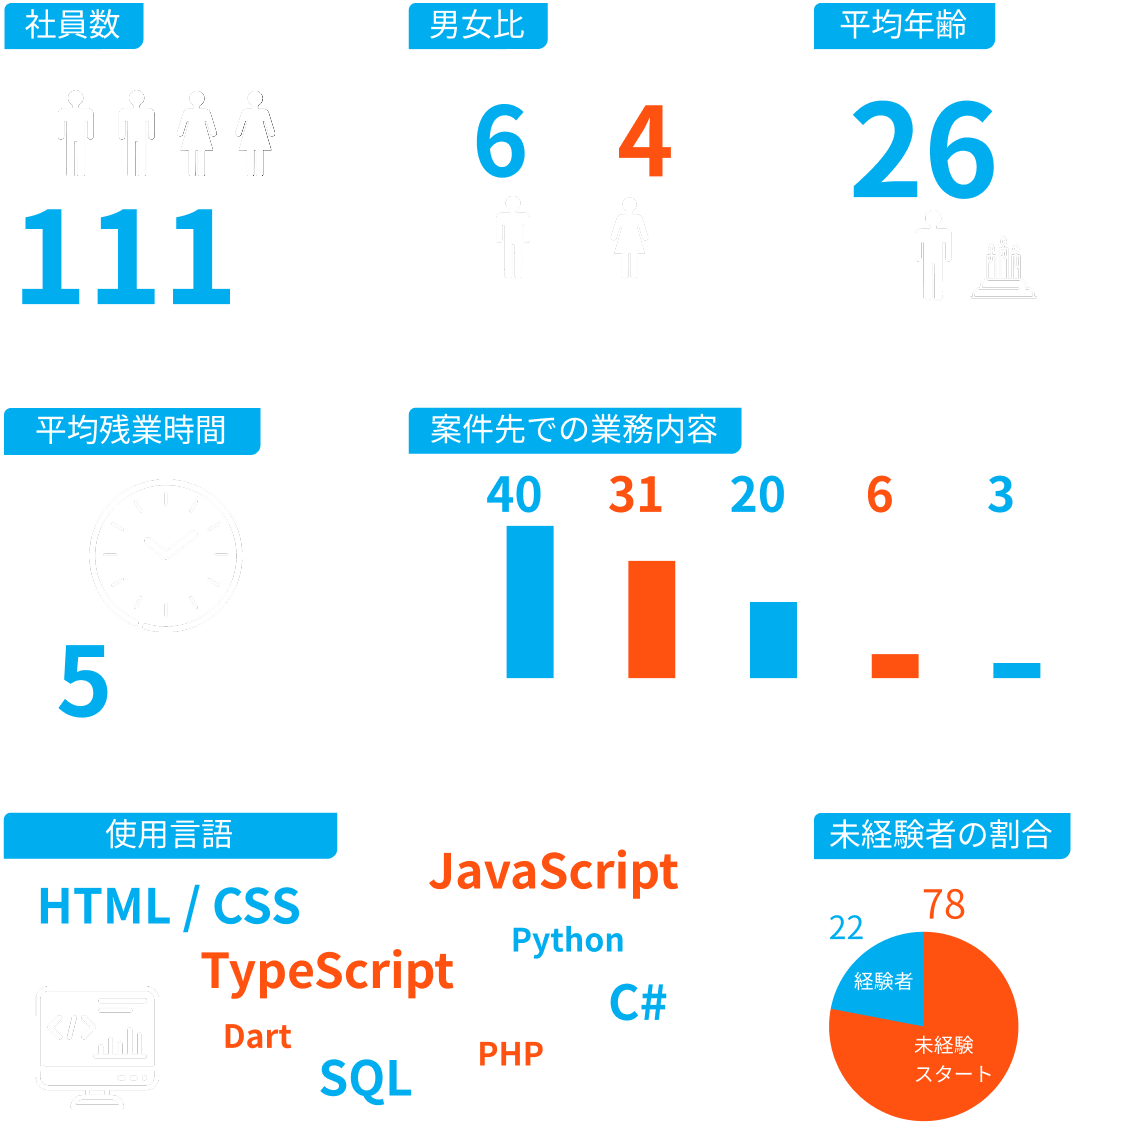 社員数
111
男女比
6 4
平均年齢
26
平均残業時間
5
案件先での業務内容
40 31 20 6 3
使用言語
HTML / CSS
JavaScript
Python
TypeScript
C#
Dart
PHP
SQL
未経験者の割合
78
22
経験者
未経験
スタート